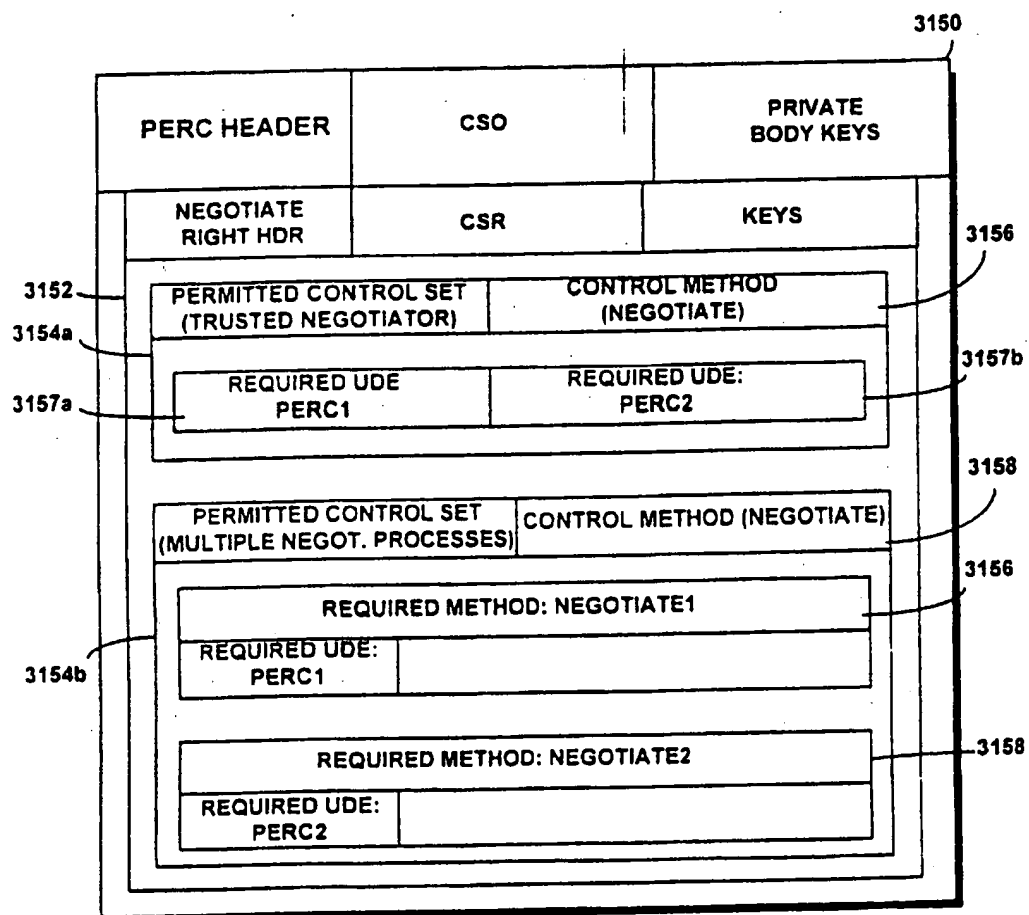 3150
PERC HEADER
CSO
PRIVATE
BODY KEYS
NEGOTIATE
RIGHT HDR
CSR
KEYS
3156
3152
PERMITTED CONTROL SET
(TRUSTED NEGOTIATOR)
CONTROL METHOD
(NEGOTIATE)
3154a
3157b
REQUIRED UDE
PERC1
REQUIRED UDE:
PERC2
3157a
3158
PERMITTED CONTROL SET
(MULTIPLE NEGOT. PROCESSES)
CONTROL METHOD (NEGOTIATE)
3156
REQUIRED METHOD: NEGOTIATE1
REQUIRED UDE:
PERC1
3154b
REQUIRED METHOD: NEGOTIATE2
3158
REQUIRED UDE:
PERC2